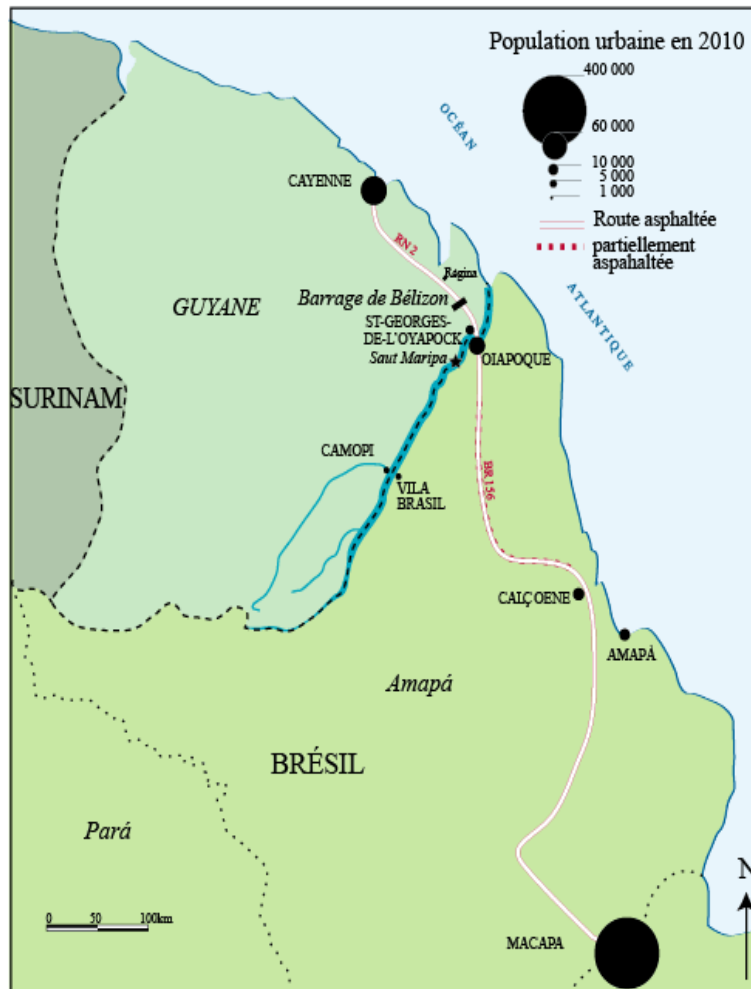 Population urbaine en 2010
400 000
60 000
10 000
5 000
1 000
Route asphaltée
partiellement
aspahaltée
OCÉAN
ATLANTIQUE
CAYENNE
RN2
Régina
GUYANE
Barrage de Bélizon
ST-GEORGES-
DE-L'OYAPOCK
Saut Maripa
OIAPOQUE
SURINAM
CAMOPI
VILA
BRASIL
BR156
CALÇOENE
AMAPÀ
Amapá
BRÉSIL
Pará
N
0 50 100km
MACAPA